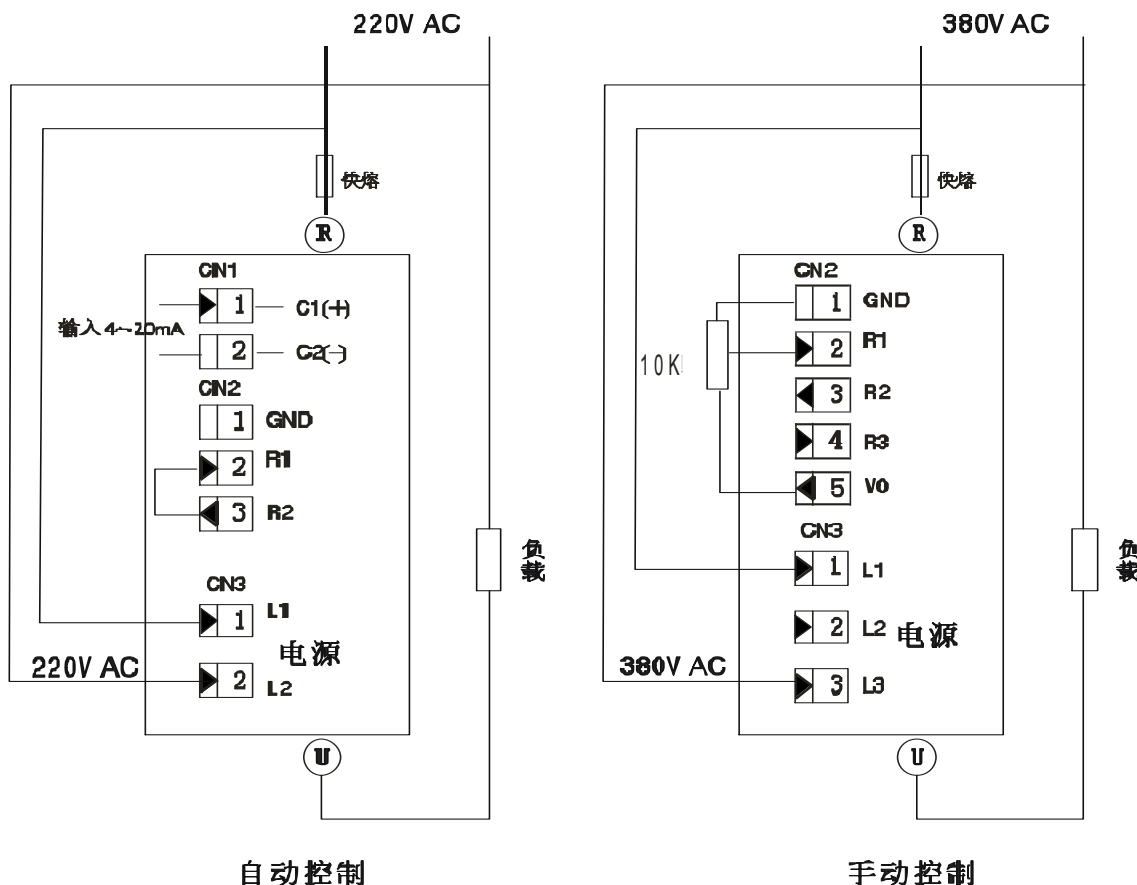 220V AC
快熔
R
CN1
1
C1(+)
输入4~20mA
2
C2(-)
CN2
1
GND
2
R1
3
R2
CN3
1
L1
电源
220V AC
2
L2
U
负载
自动控制
380V AC
快熔
R
CN2
1
GND
10K
2
R1
3
R2
4
R3
5
V0
CN3
1
L1
2
L2
电源
380V AC
3
L3
U
负载
手动控制